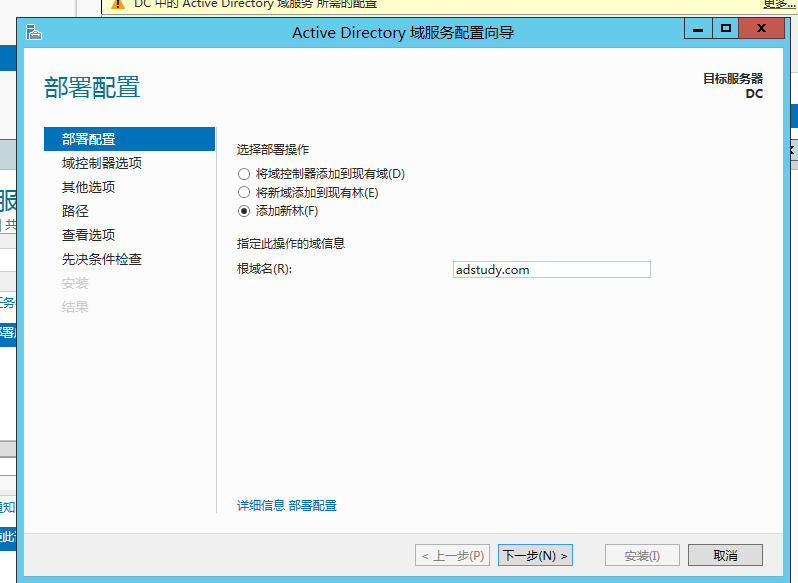 DC 中的 Active Directory 域服务 所需的配置
更多...
Active Directory 域服务配置向导
部署配置
目标服务器
DC
部署配置
域控制器选项
其他选项
路径
查看选项
先决条件检查
安装
结果
选择部署操作
将域控制器添加到现有域(D)
将新域添加到现有林(E)
添加新林(F)
指定此操作的域信息
根域名(R):
adstudy.com
详细信息 部署配置
< 上一步(P)
下一步(N) >
安装(I)
取消
服
共
任务
部署
通知
此